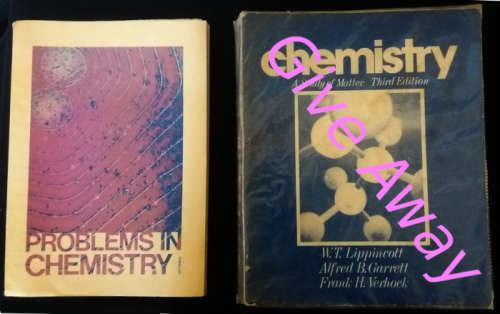 PROBLEMS IN
CHEMISTRY
chemistry
A Study of Matter Third Edition
W.T. Lippincott
Alfred B. Garrett
Frank H. Verhoek
Give Away